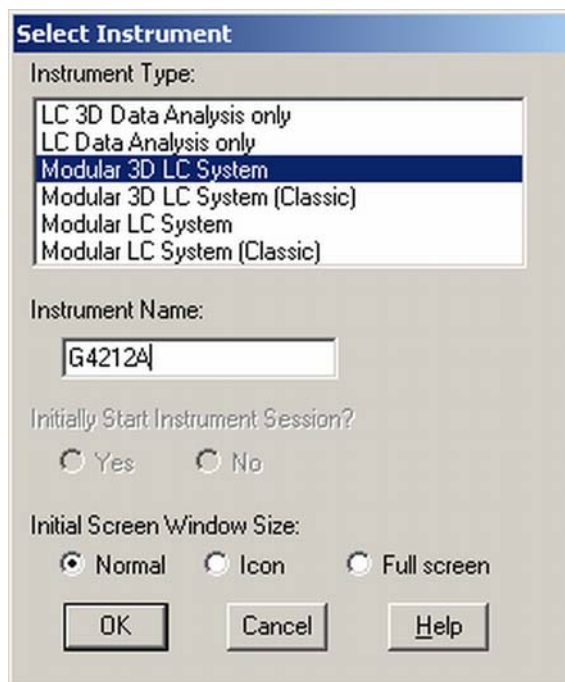 Select Instrument
Instrument Type:
LC 3D Data Analysis only
LC Data Analysis only
Modular 3D LC System
Modular 3D LC System (Classic)
Modular LC System
Modular LC System (Classic)
Instrument Name:
G4212A
Initially Start Instrument Session?
Yes No
Initial Screen Window Size:
Normal Icon Full screen
OK Cancel Help